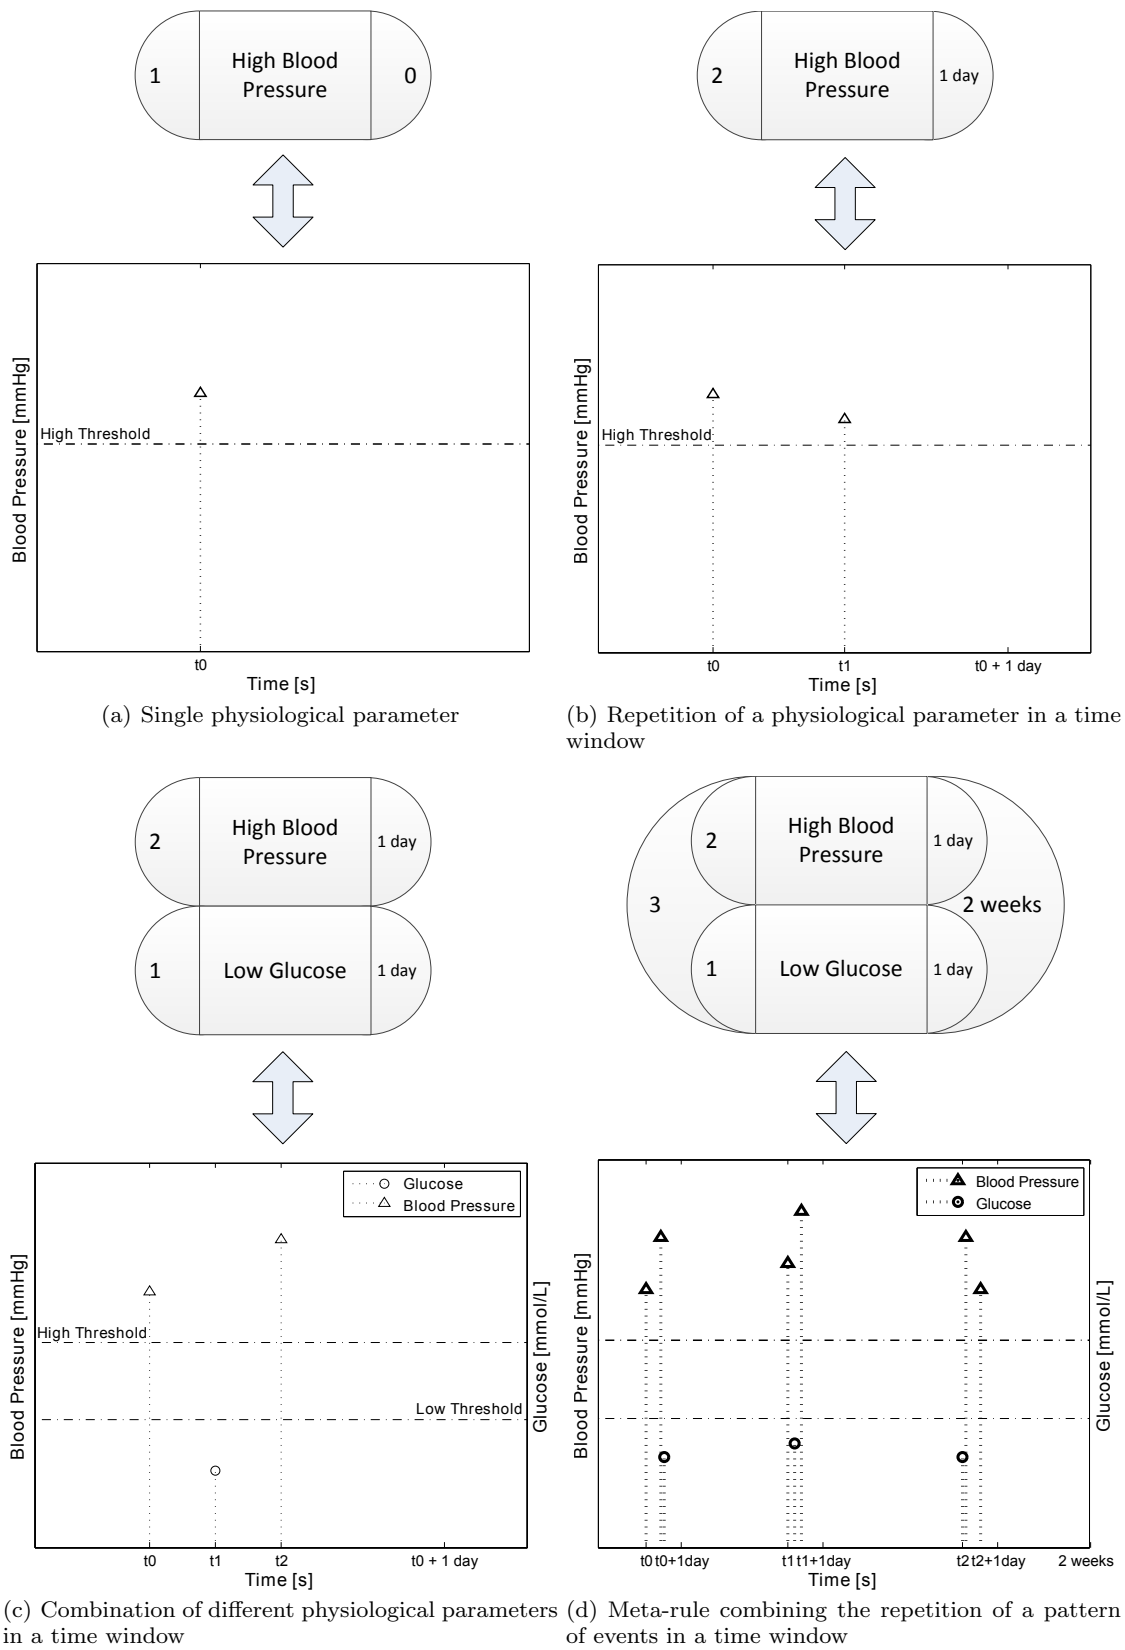 1
High Blood
Pressure
0
High Threshold
Blood Pressure [mmHg]
t0
Time [s]
(a) Single physiological parameter
2
High Blood
Pressure
1 day
High Threshold
Blood Pressure [mmHg]
t0
t1
t0 + 1 day
Time [s]
(b) Repetition of a physiological parameter in a time
window
2
High Blood
Pressure
1 day
1
Low Glucose
1 day
Glucose
Blood Pressure
High Threshold
Low Threshold
Blood Pressure [mmHg]
Glucose [mmol/L]
t0
t1
t2
t0 + 1 day
Time [s]
(c) Combination of different physiological parameters
in a time window
3
2
High Blood
Pressure
1 day
2 weeks
1
Low Glucose
1 day
Blood Pressure
Glucose
Blood Pressure [mmHg]
Glucose [mmol/L]
t0
t0+1day
t1
t1+1day
t2
t2+1day
2 weeks
Time [s]
(d) Meta-rule combining the repetition of a pattern
of events in a time window